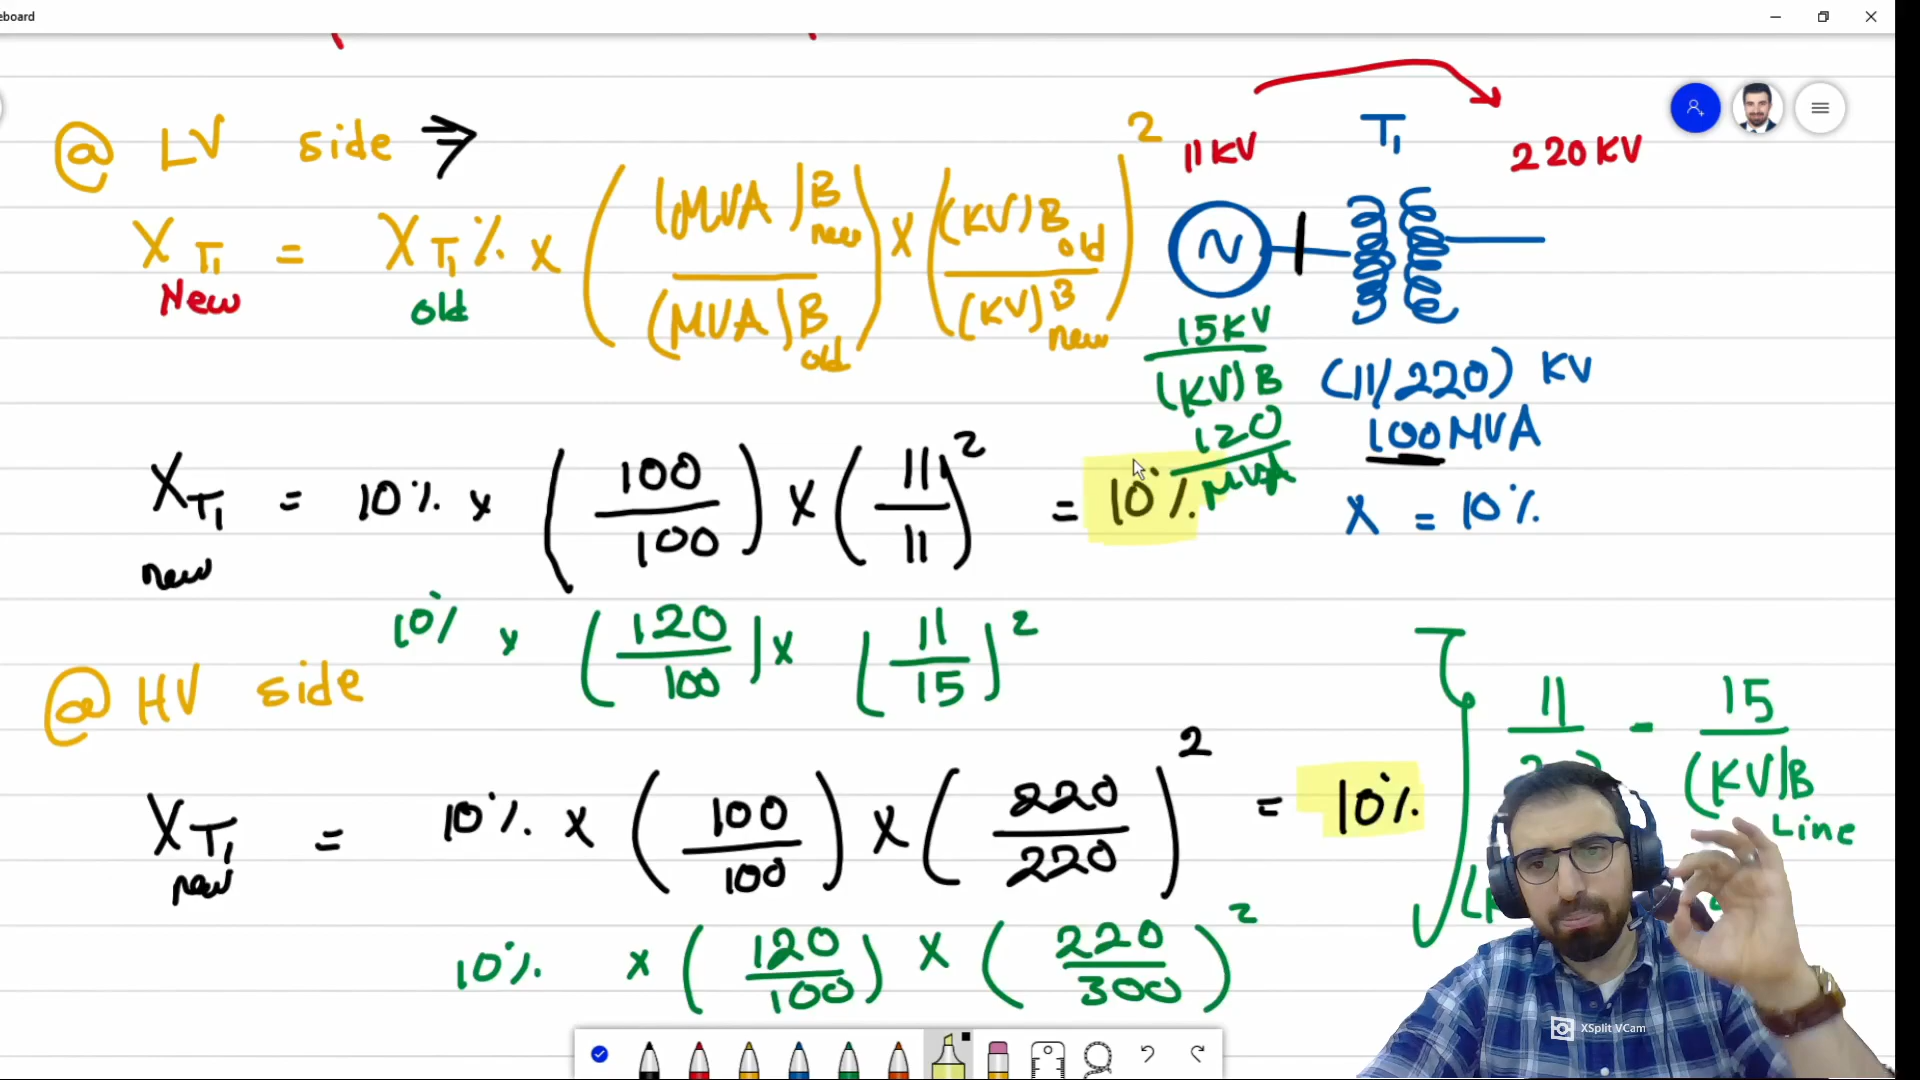 eboard
@ LV side
X T1 New = X T1 % old x ( (MVA)B new / (MVA)B old ) x ( (KV)B old / (KV)B new )²
11KV T1 220KV
15KV
(KV)B
120
MVA
(11/220) KV
100MVA
X = 10%
X T1 new = 10% x ( 100 / 100 ) x ( 11 / 11 )² = 10%
10% x ( 120 / 100 ) x ( 11 / 15 )²
@ HV side
X T1 new = 10% x ( 100 / 100 ) x ( 220 / 220 )² = 10%
10% x ( 120 / 100 ) x ( 220 / 300 )²
11 - 15
(KV)B
Line
XSplit VCam